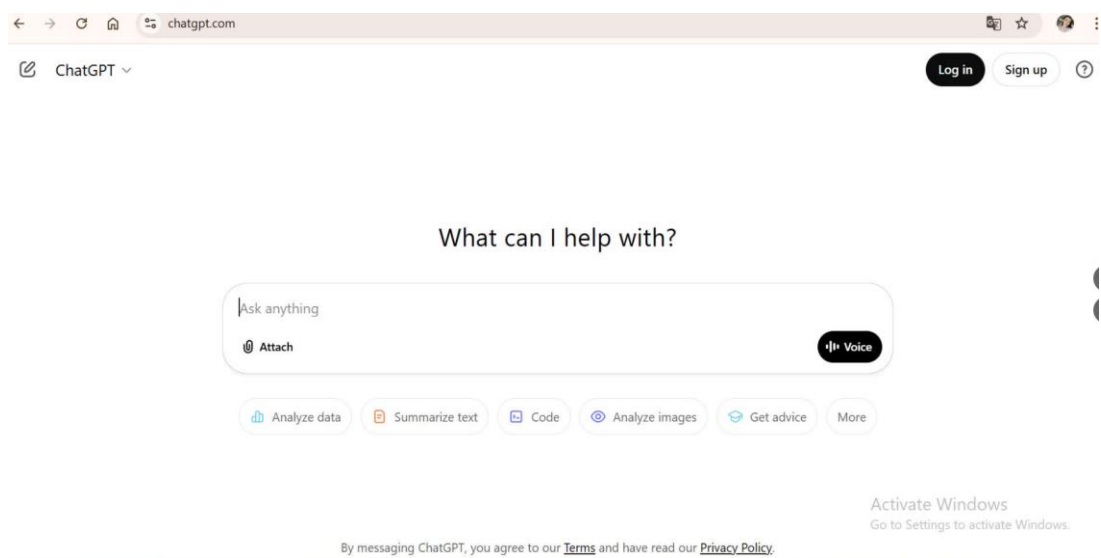 chatgpt.com
ChatGPT
Log in
Sign up
What can I help with?
Ask anything
Attach
Voice
Analyze data
Summarize text
Code
Analyze images
Get advice
More
Activate Windows
Go to Settings to activate Windows.
By messaging ChatGPT, you agree to our Terms and have read our Privacy Policy.